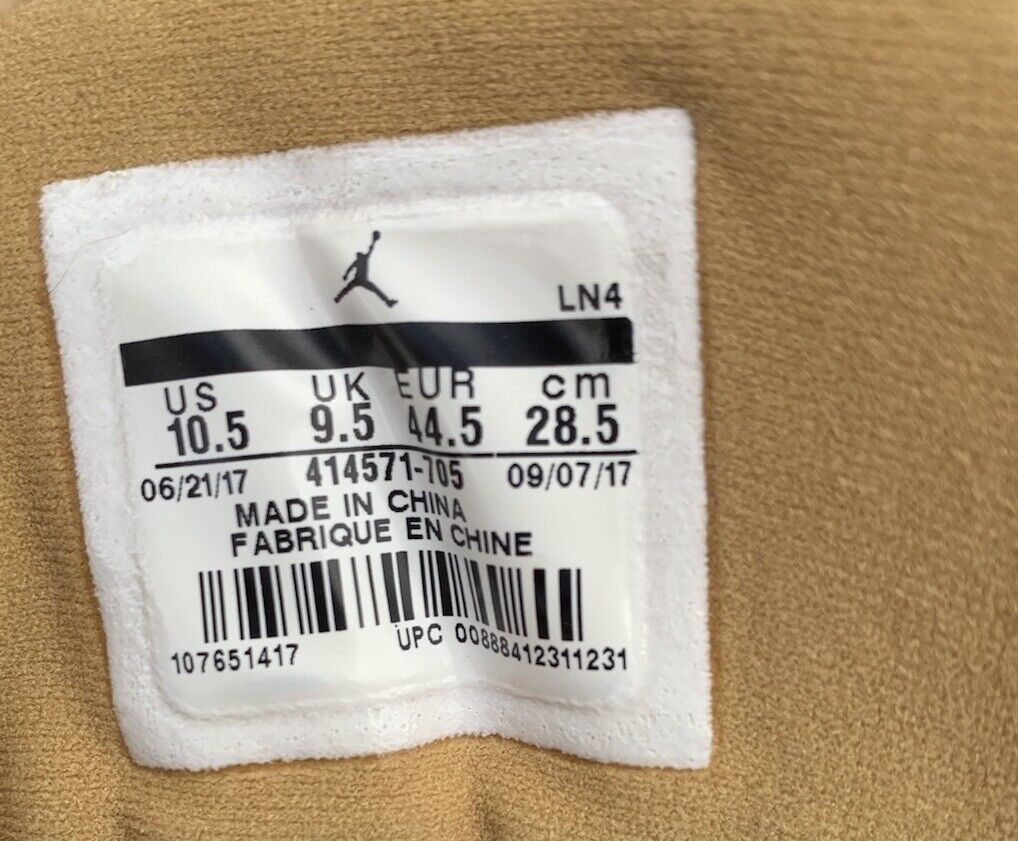 LN4
US UK EUR cm
10.5 9.5 44.5 28.5
06/21/17 414571-705 09/07/17
MADE IN CHINA
FABRIQUE EN CHINE
107651417 UPC 00888412311231